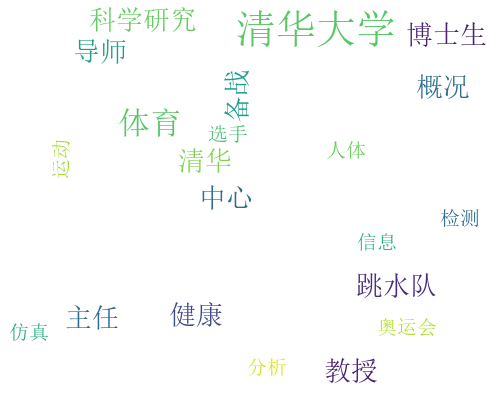 科学研究
清华大学
博士生
导师
概况
备战
体育
选手
清华
运动
人体
中心
检测
信息
跳水队
主任
健康
仿真
奥运会
分析
教授